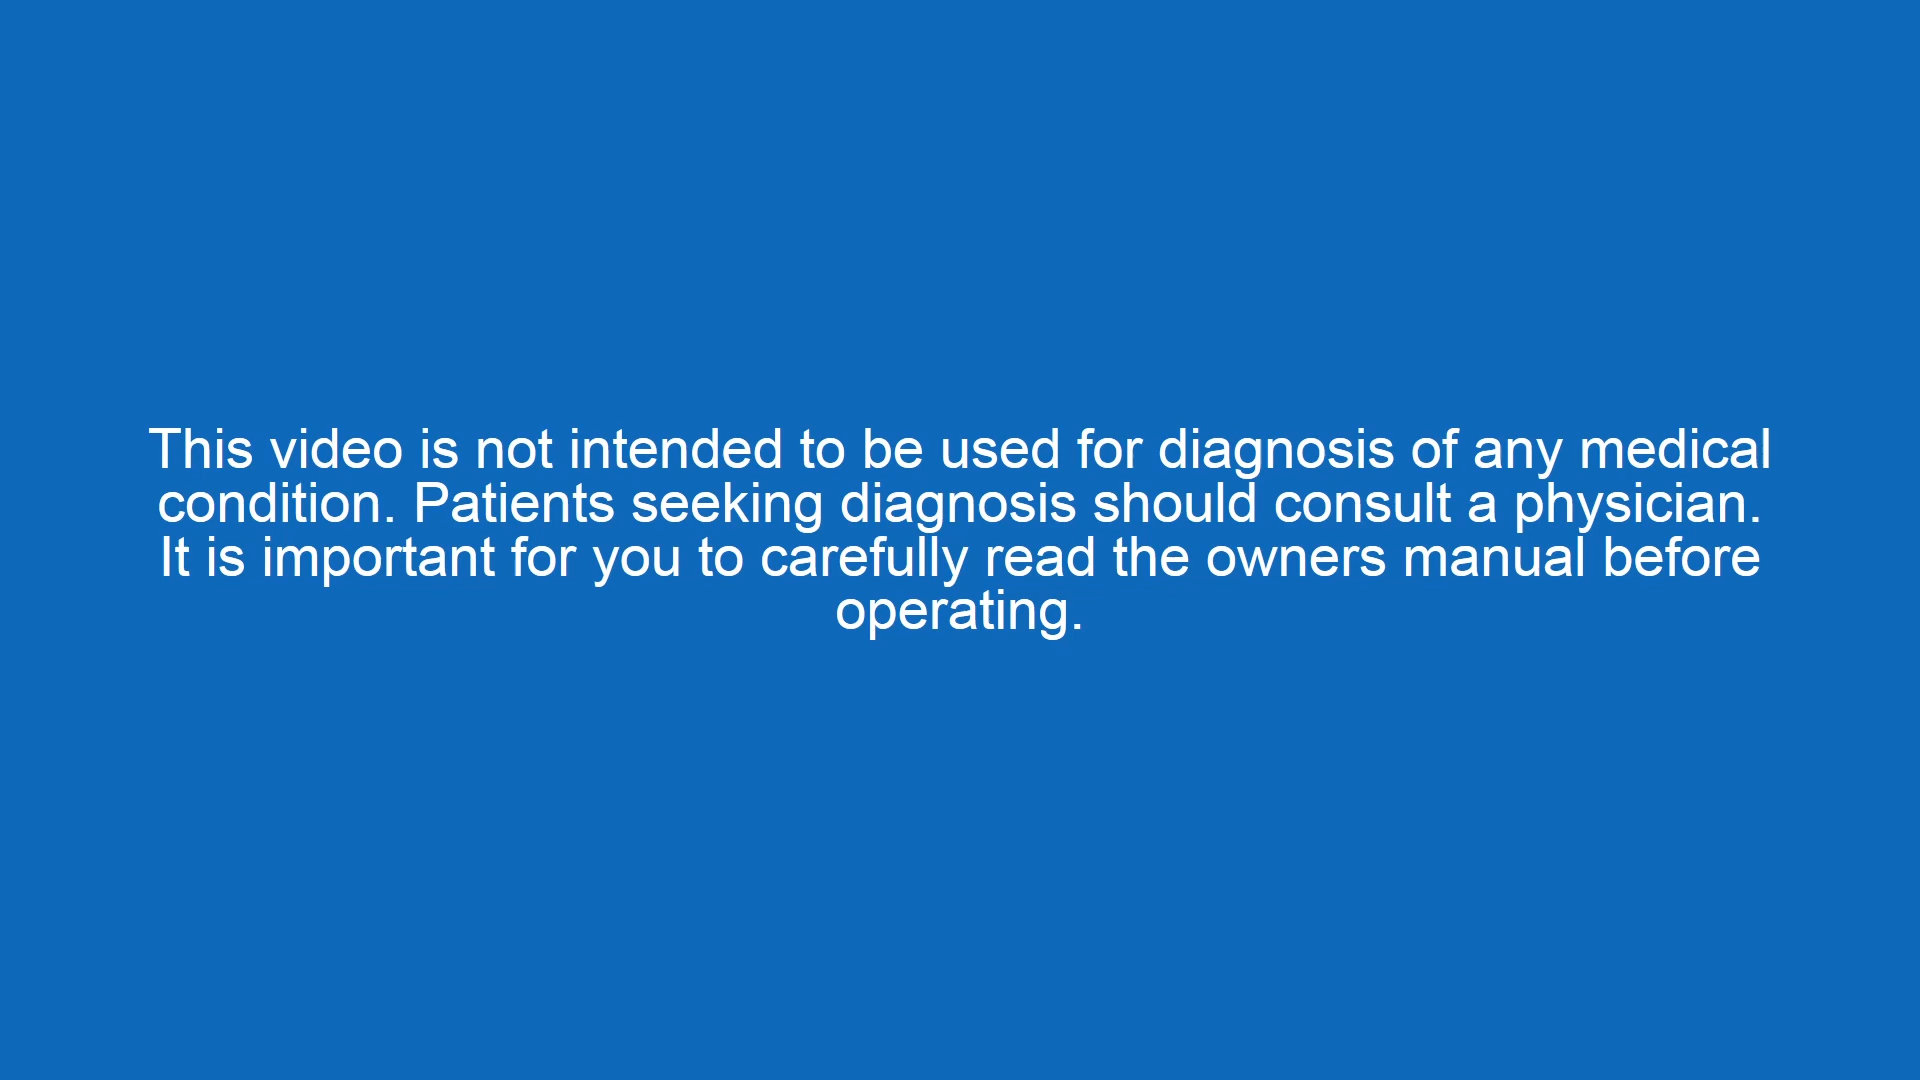 This video is not intended to be used for diagnosis of any medical
condition. Patients seeking diagnosis should consult a physician.
It is important for you to carefully read the owners manual before
operating.